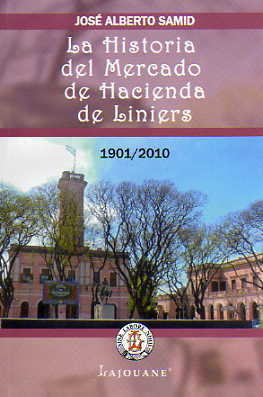 JOSÉ ALBERTO SAMID
La Historia
del Mercado
de Hacienda
de Liniers
1901/2010
LAJOUANE